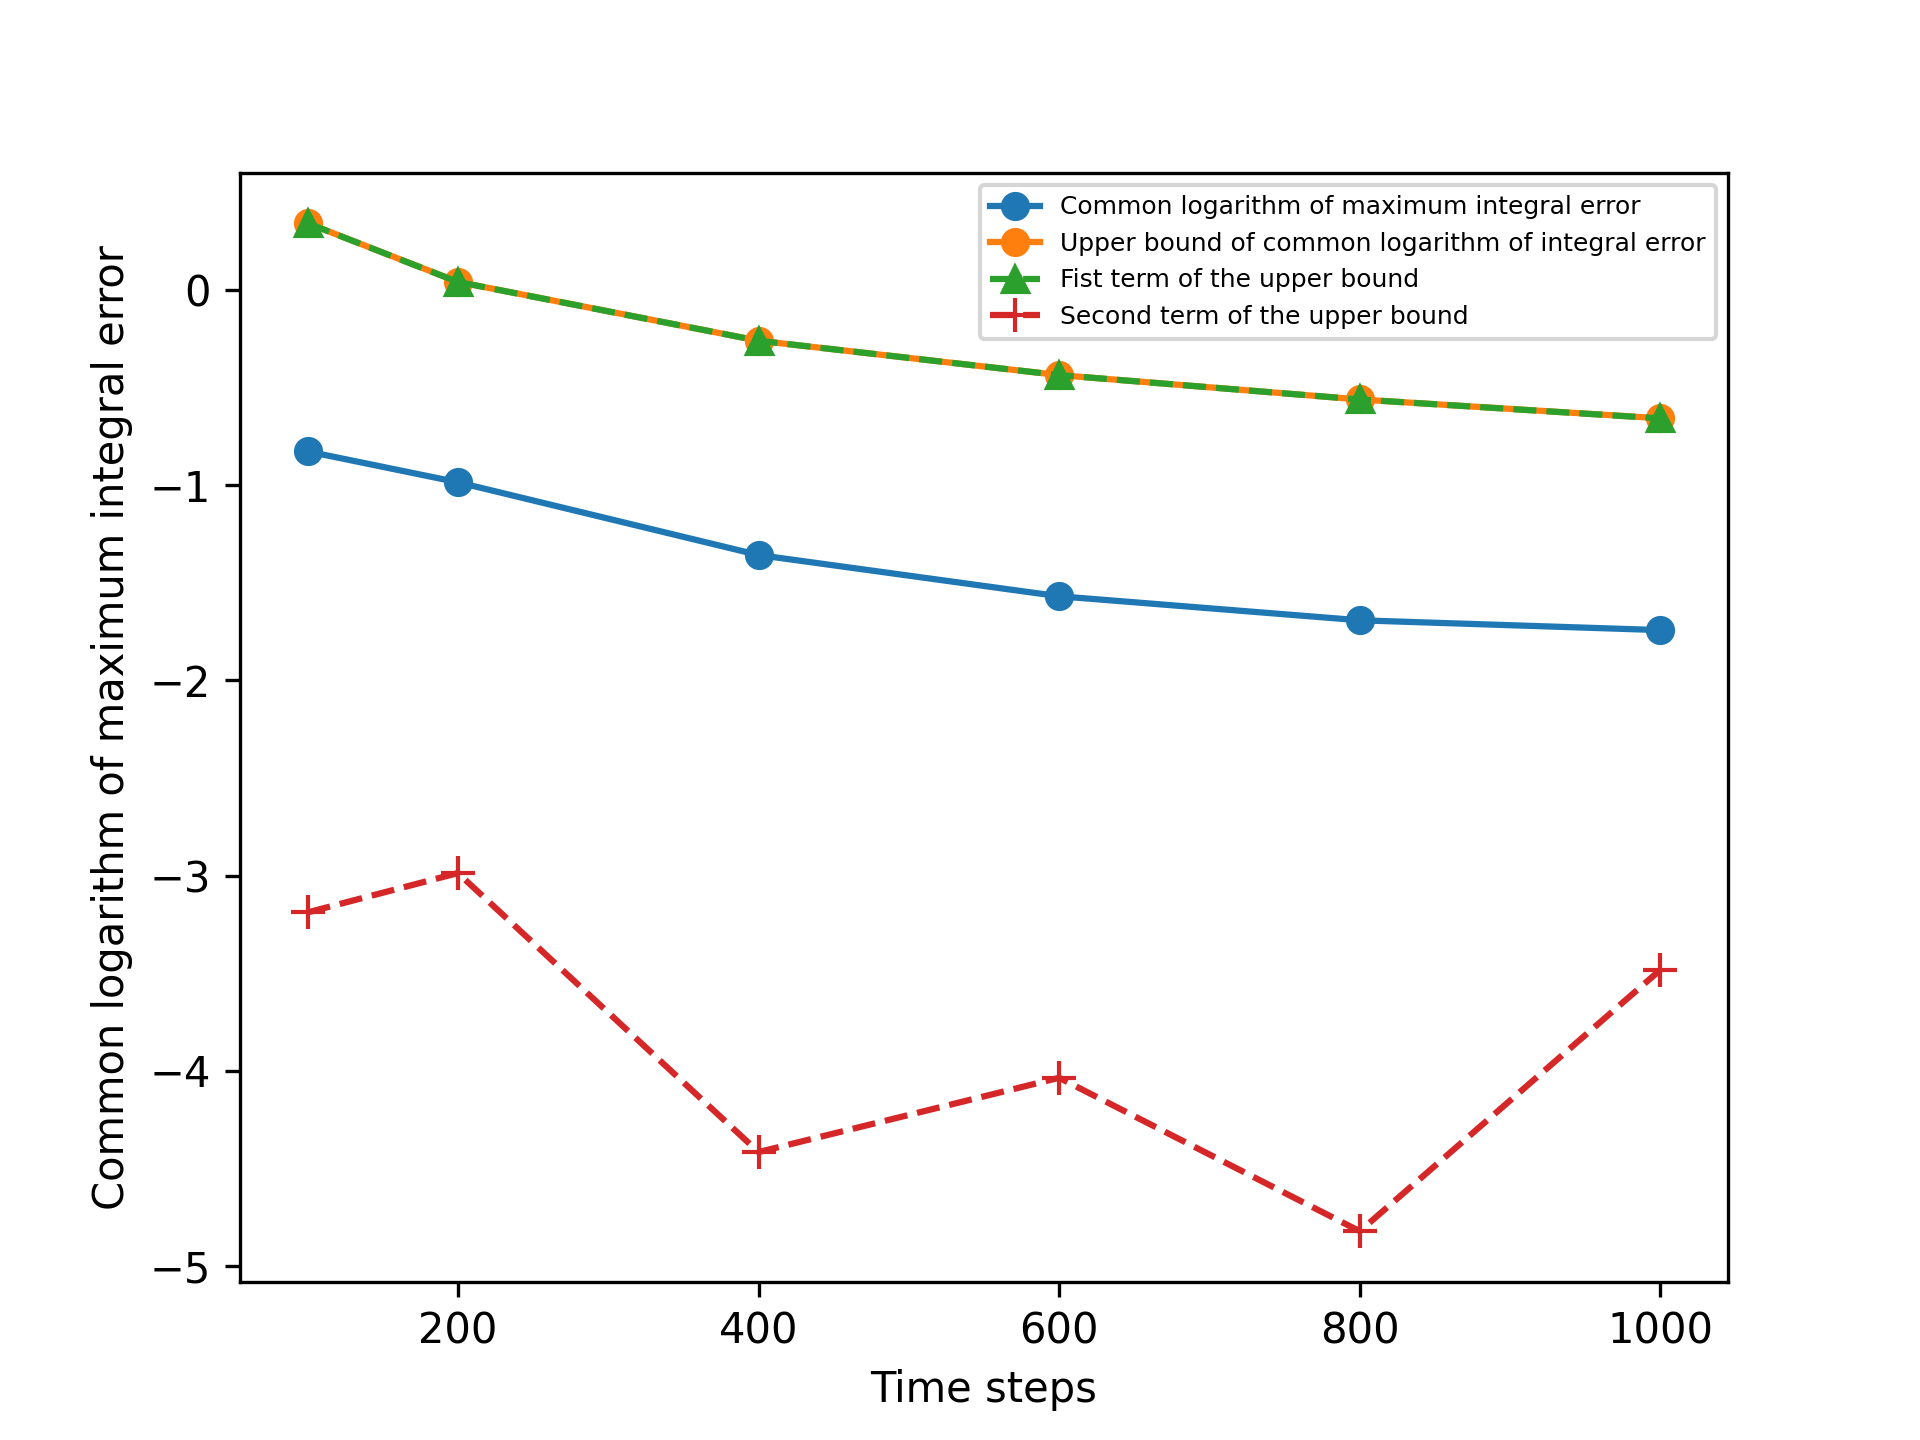 Common logarithm of maximum integral error
Upper bound of common logarithm of integral error
Fist term of the upper bound
Second term of the upper bound
Common logarithm of maximum integral error
0
−1
−2
−3
−4
−5
200 400 600 800 1000
Time steps